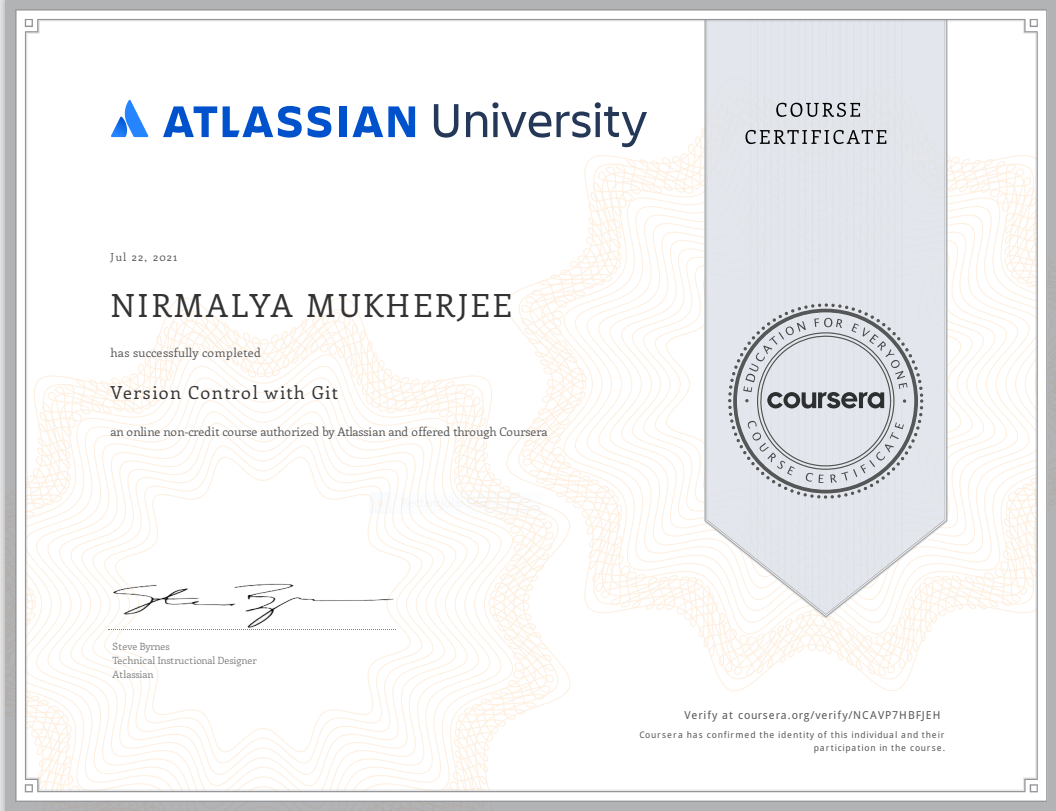 ATLASSIAN University
COURSE
CERTIFICATE
Jul 22, 2021
NIRMALYA MUKHERJEE
has successfully completed
Version Control with Git
an online non-credit course authorized by Atlassian and offered through Coursera
EDUCATION FOR EVERYONE
coursera
COURSE CERTIFICATE
Steve Byrnes
Technical Instructional Designer
Atlassian
Verify at coursera.org/verify/NCAVP7HBFJEH
Coursera has confirmed the identity of this individual and their
participation in the course.